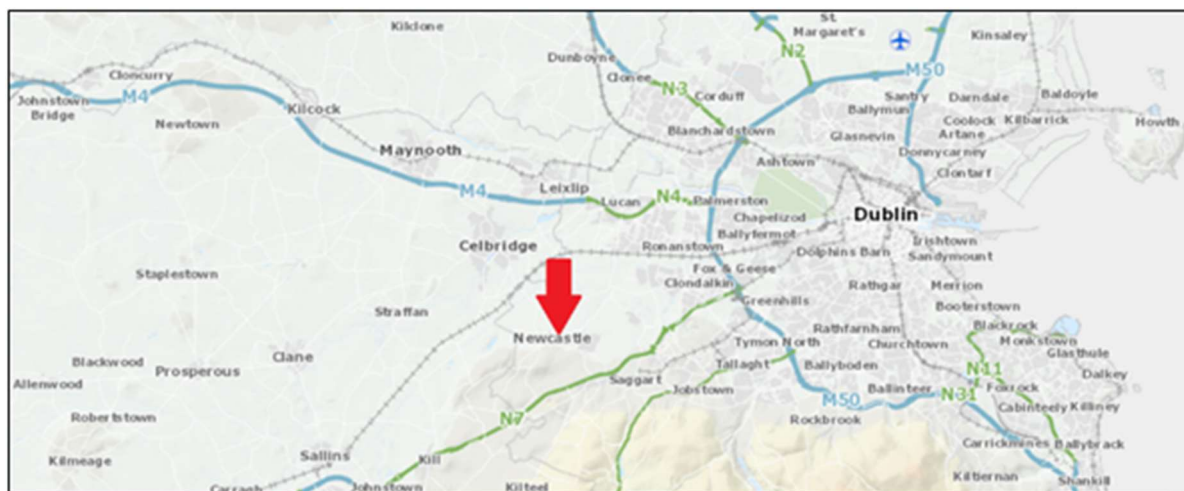 Kilclone
St
Margaret's
Kinsaley
N2
Dunboyne
M50
Cloncurry
Clonee
N3
Corduff
Santry
Darndale
Baldoyle
Johnstown
Bridge
M4
Kilcock
Ballymun
Newtown
Coolock
Kilbarrick
Howth
Blanchardstown
Glasnevin
Artane
Maynooth
Donnycarney
Ashtown
Clontarf
M4
Leixlip
Lucan
N4
Palmerston
Chapelizod
Dublin
Celbridge
Ronanstown
Ballyfermot
Irishtown
Dolphins Barn
Sandymount
Staplestown
Fox & Geese
Clondalkin
Rathgar
Merrion
Straffan
Greenhills
Booterstown
Newcastle
Rathfarnham
Blackrock
Tymon North
Churchtown
Monkstown
Clane
Glasthule
Blackwood
Prosperous
Tallaght
Ballyboden
N11
Dalkey
Allenwood
Saggart
Jobstown
Ballinteer
Foxrock
M50
N31
Robertstown
N7
Rockbrook
Cabinteely
Killiney
Carrickmines
Ballybrack
Kilmeage
Sallins
Kill
Kiltiernan
Shankill
Carragh
Johnstown
Kilteel